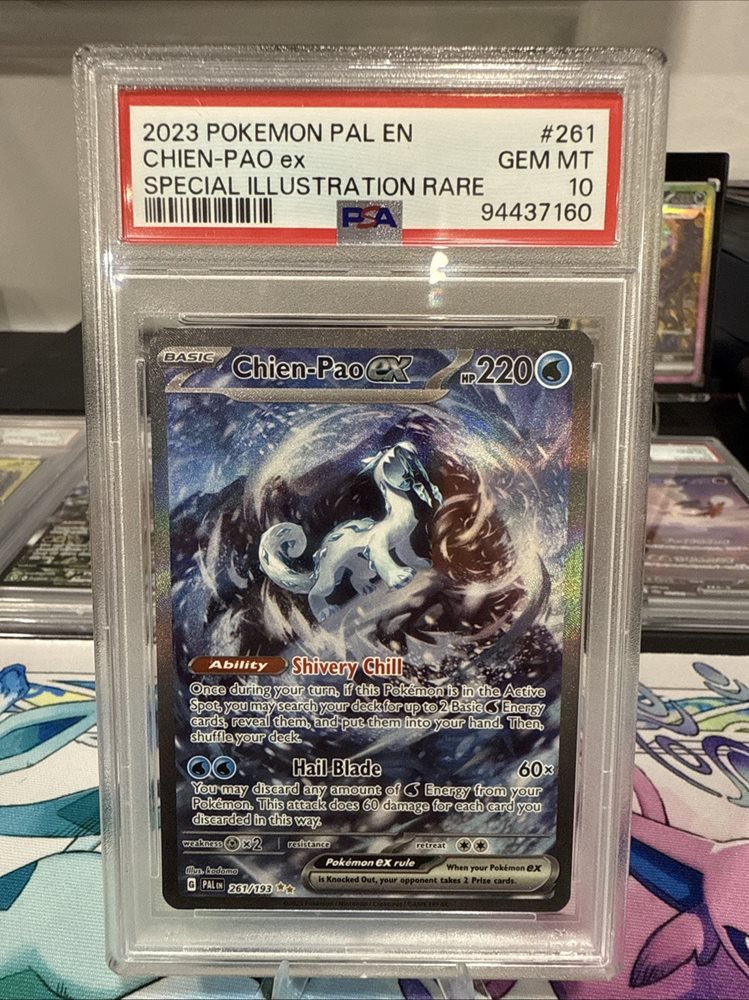 2023 POKEMON PAL EN #261
CHIEN-PAO ex GEM MT
SPECIAL ILLUSTRATION RARE 10
PSA 94437160
BASIC Chien-Pao ex HP 220
Ability Shivery Chill
Once during your turn, if this Pokémon is in the Active
Spot, you may search your deck for up to 2 Basic Energy
cards, reveal them, and put them into your hand. Then,
shuffle your deck.
Hail Blade 60×
You may discard any amount of Energy from your
Pokémon. This attack does 60 damage for each card you
discarded in this way.
weakness ×2 resistance retreat
Pokémon ex rule When your Pokémon ex
is Knocked Out, your opponent takes 2 Prize cards.
Illus. kodama
G PAL EN 261/193